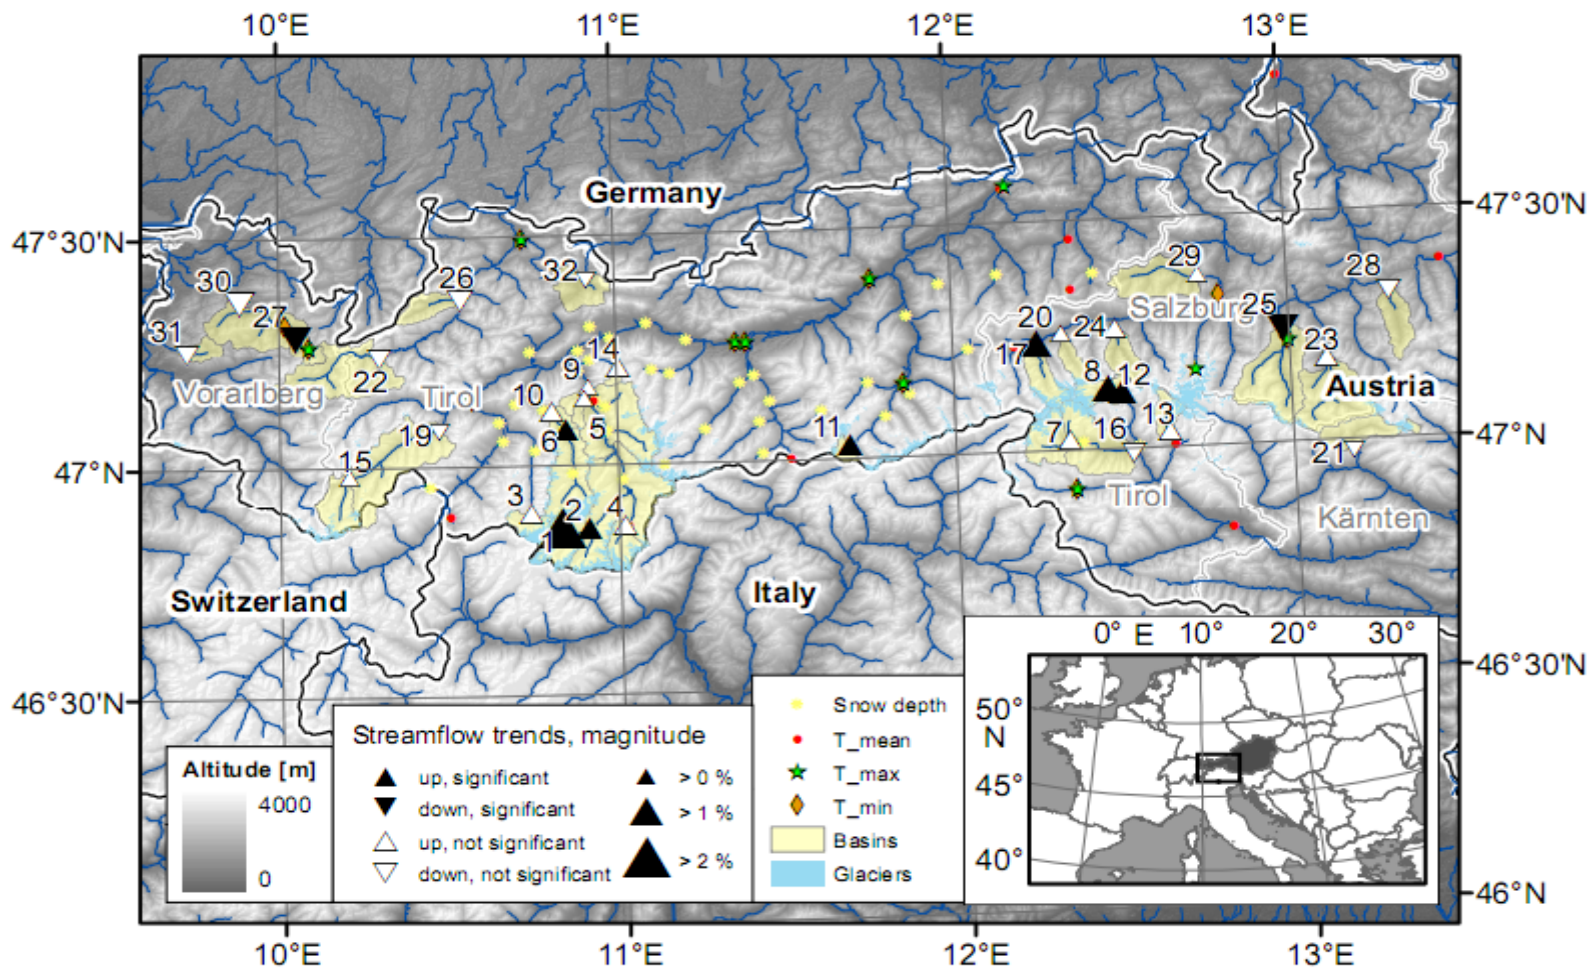 10°E 11°E 12°E 13°E
Germany
47°30'N 47°30'N
30 26 32 29 28
27 Salzburg 25
31 20 24 23
22 14 17
Vorarlberg Tirol 9 8 12 Austria
10
19 6 5 11 7 16 13 21
47°N 47°N
15
3 2 4 Tirol Kärnten
1
Switzerland Italy
46°30'N 46°30'N
46°N
Altitude [m]
4000
0
Streamflow trends, magnitude
up, significant > 0 %
down, significant > 1 %
up, not significant
down, not significant > 2 %
Snow depth
T_mean
T_max
T_min
Basins
Glaciers
0° E 10° 20° 30°
50°
N
45°
40°
10°E 11°E 12°E 13°E